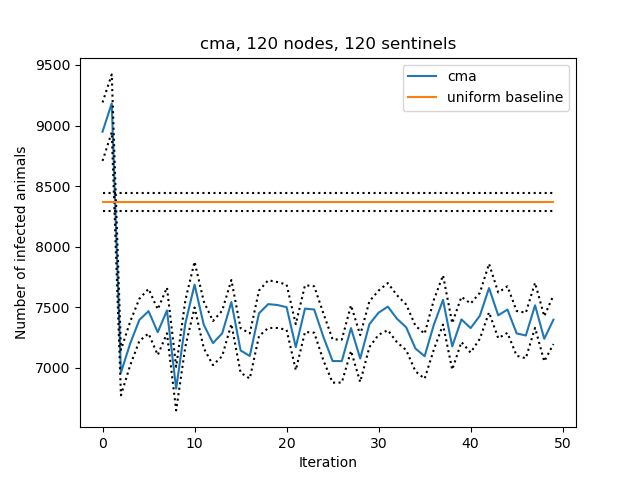 cma, 120 nodes, 120 sentinels
cma
uniform baseline
Number of infected animals
9500
9000
8500
8000
7500
7000
0 10 20 30 40 50
Iteration